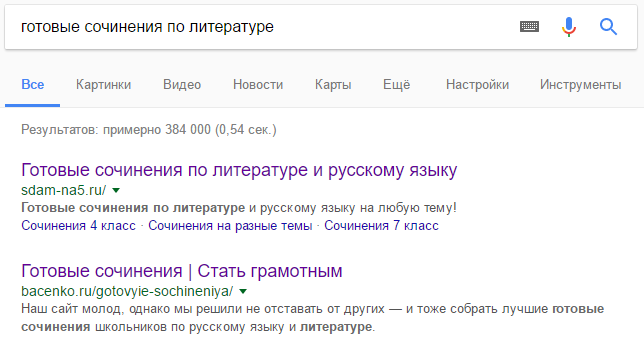 готовые сочинения по литературе
Все Картинки Видео Новости Карты Ещё Настройки Инструменты
Результатов: примерно 384 000 (0,54 сек.)
Готовые сочинения по литературе и русскому языку
sdam-na5.ru/
Готовые сочинения по литературе и русскому языку на любую тему!
Сочинения 4 класс · Сочинения на разные темы · Сочинения 7 класс
Готовые сочинения | Стать грамотным
bacenko.ru/gotovyie-sochineniya/
Наш сайт молод, однако мы решили не отставать от других — и тоже собрать лучшие готовые
сочинения школьников по русскому языку и литературе.